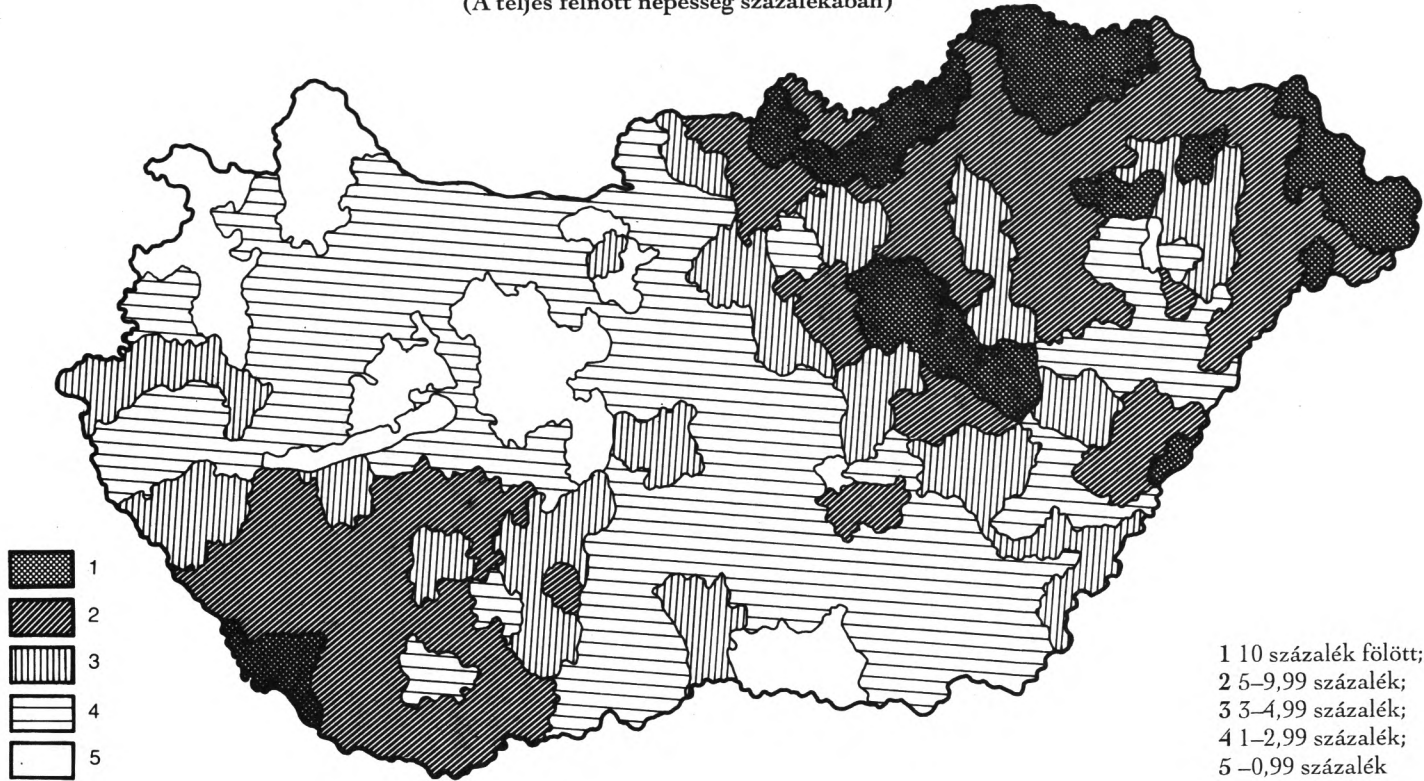 (A teljes felnőtt népesség százalékában)
1
2
3
4
5
1 10 százalék fölött;
2 5–9,99 százalék;
3 3–4,99 százalék;
4 1–2,99 százalék;
5 –0,99 százalék